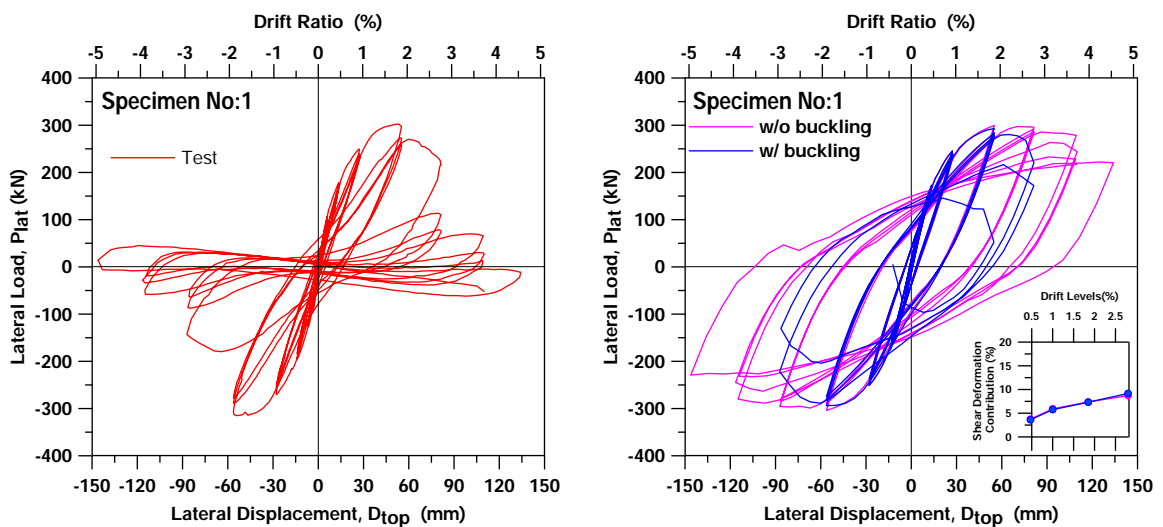 Drift Ratio (%)
-5 -4 -3 -2 -1 0 1 2 3 4 5
400
300
200
100
0
-100
-200
-300
-400
Lateral Load, Plat (kN)
Specimen No:1
Test
-150 -120 -90 -60 -30 0 30 60 90 120 150
Lateral Displacement, Dtop (mm)
Drift Ratio (%)
-5 -4 -3 -2 -1 0 1 2 3 4 5
400
300
200
100
0
-100
-200
-300
-400
Lateral Load, Plat (kN)
Specimen No:1
w/o buckling
w/ buckling
Drift Levels(%)
0.5 1 1.5 2 2.5
20
15
10
5
0
Shear Deformation
Contribution (%)
-150 -120 -90 -60 -30 0 30 60 90 120 150
Lateral Displacement, Dtop (mm)